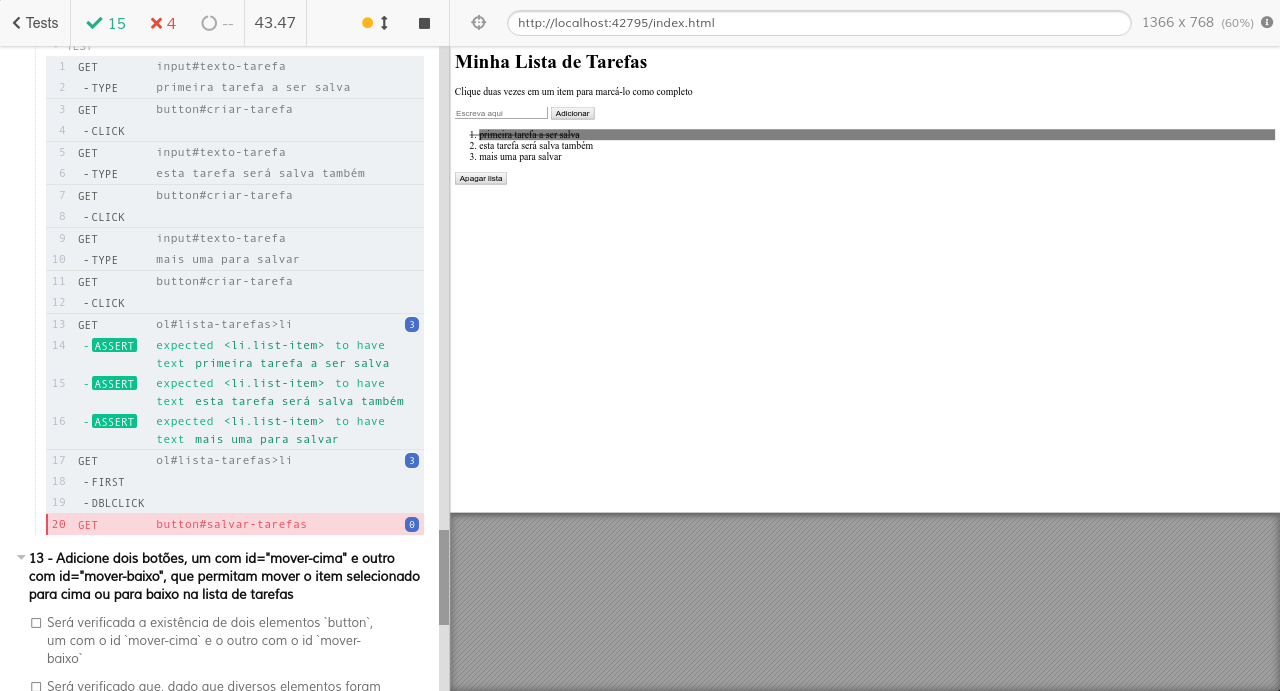 Tests 15 4 -- 43.47
http://localhost:42795/index.html 1366 x 768 (60%)
TEST
1 GET input#texto-tarefa
2 -TYPE primeira tarefa a ser salva
3 GET button#criar-tarefa
4 -CLICK
5 GET input#texto-tarefa
6 -TYPE esta tarefa será salva também
7 GET button#criar-tarefa
8 -CLICK
9 GET input#texto-tarefa
10 -TYPE mais uma para salvar
11 GET button#criar-tarefa
12 -CLICK
13 GET ol#lista-tarefas>li 3
14 -ASSERT expected <li.list-item> to have
text primeira tarefa a ser salva
15 -ASSERT expected <li.list-item> to have
text esta tarefa será salva também
16 -ASSERT expected <li.list-item> to have
text mais uma para salvar
17 GET ol#lista-tarefas>li 3
18 -FIRST
19 -DBLCLICK
20 GET button#salvar-tarefas 0
13 - Adicione dois botões, um com id="mover-cima" e outro
com id="mover-baixo", que permitam mover o item selecionado
para cima ou para baixo na lista de tarefas
Será verificada a existência de dois elementos `button`,
um com o id `mover-cima` e o outro com o id `mover-
baixo`
Será verificado que, dado que diversos elementos foram
Minha Lista de Tarefas
Clique duas vezes em um item para marcá-lo como completo
Escreva aqui Adicionar
1. primeira tarefa a ser salva
2. esta tarefa será salva também
3. mais uma para salvar
Apagar lista